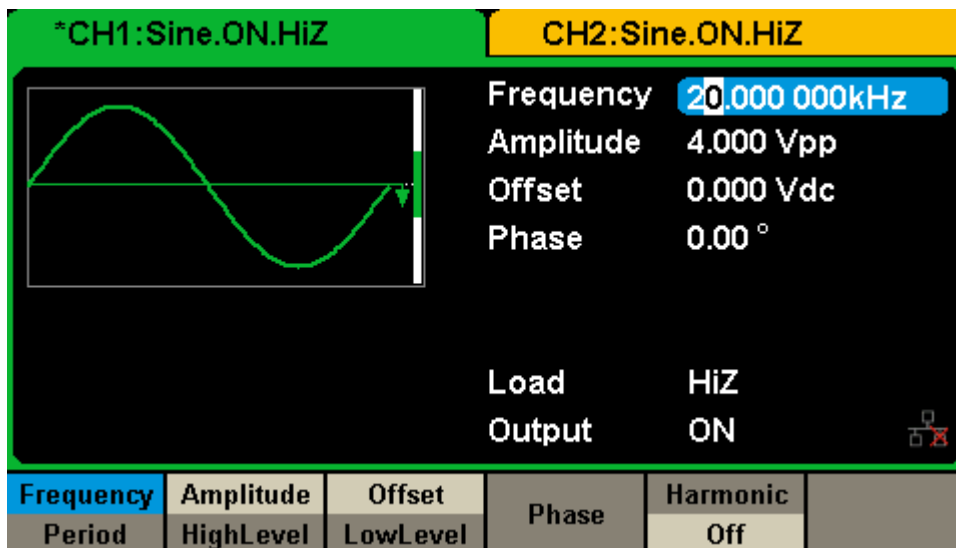 *CH1:Sine.ON.HiZ CH2:Sine.ON.HiZ
Frequency 20.000 000kHz
Amplitude 4.000 Vpp
Offset 0.000 Vdc
Phase 0.00 °
Load HiZ
Output ON
Frequency Amplitude Offset Phase Harmonic
Period HighLevel LowLevel Off